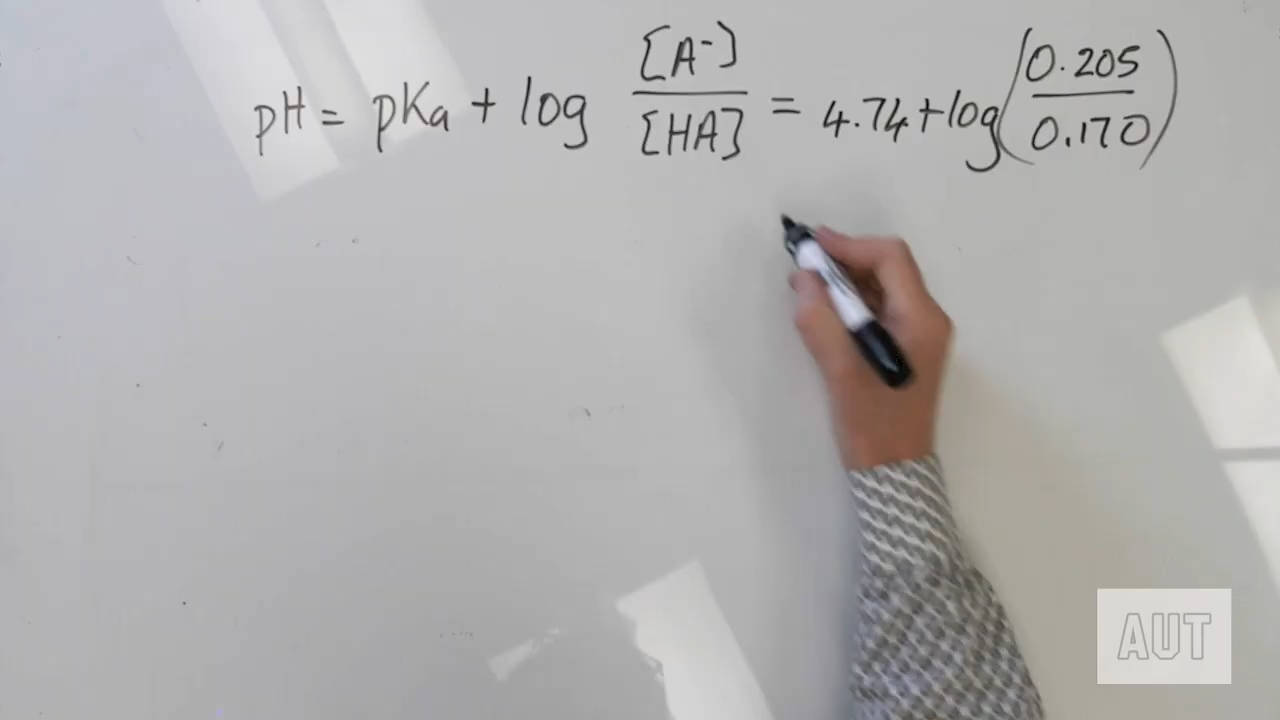 pH = pKa + log [A-] / [HA] = 4.74 + log(0.205 / 0.170)
AUT